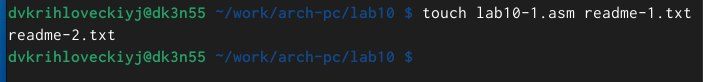 dvkrihloveckiyj@dk3n55 ~/work/arch-pc/lab10 $ touch lab10-1.asm readme-1.txt
readme-2.txt
dvkrihloveckiyj@dk3n55 ~/work/arch-pc/lab10 $